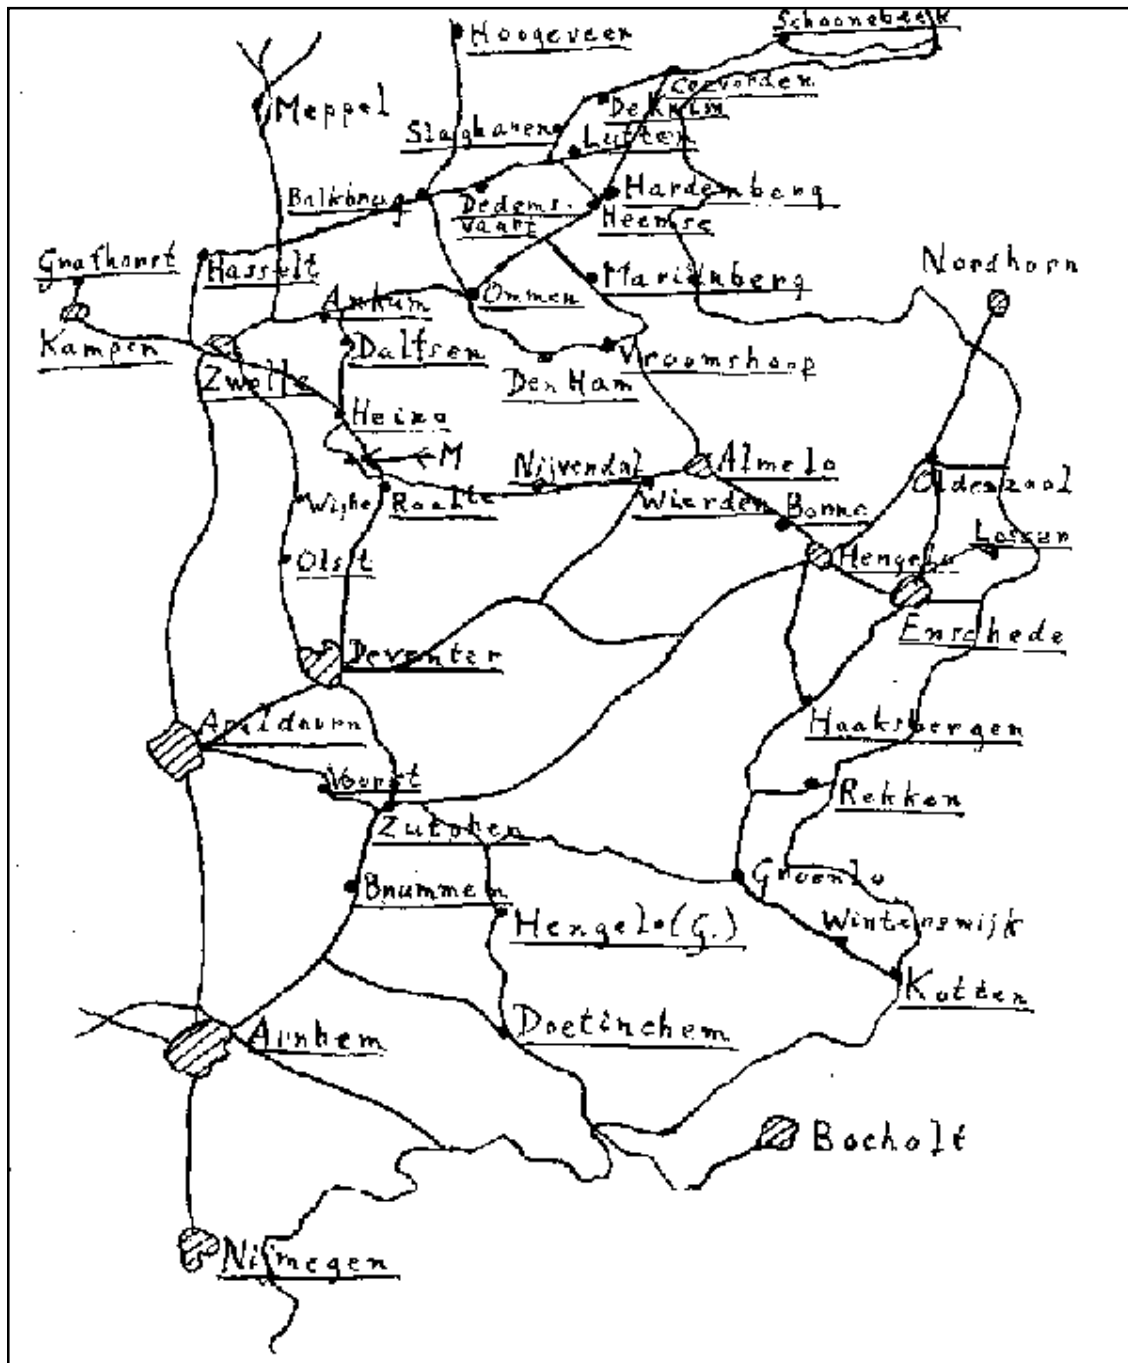 Schoonebeek
Hoogeveen
Coevorden
De Krim
Meppel
Slagharen
Lutten
Balkbrug
Dedems-
vaart
Hardemberg
Heemse
Grafhorst
Hasselt
Mariënberg
Nordhorn
Ankum
Ommen
Kampen
Dalfsen
Vroomshoop
Zwolle
Den Ham
Heino
M
Nijverdal
Almelo
Wijhe
Raalte
Wierden
Borne
Oldenzaal
Olst
Hengelo
Losser
Enschede
Deventer
Apeldoorn
Haaksbergen
Voorst
Rekken
Zutphen
Groenlo
Brummen
Hengelo (G.)
Winterswijk
Kotten
Arnhem
Doetinchem
Bocholt
Nijmegen